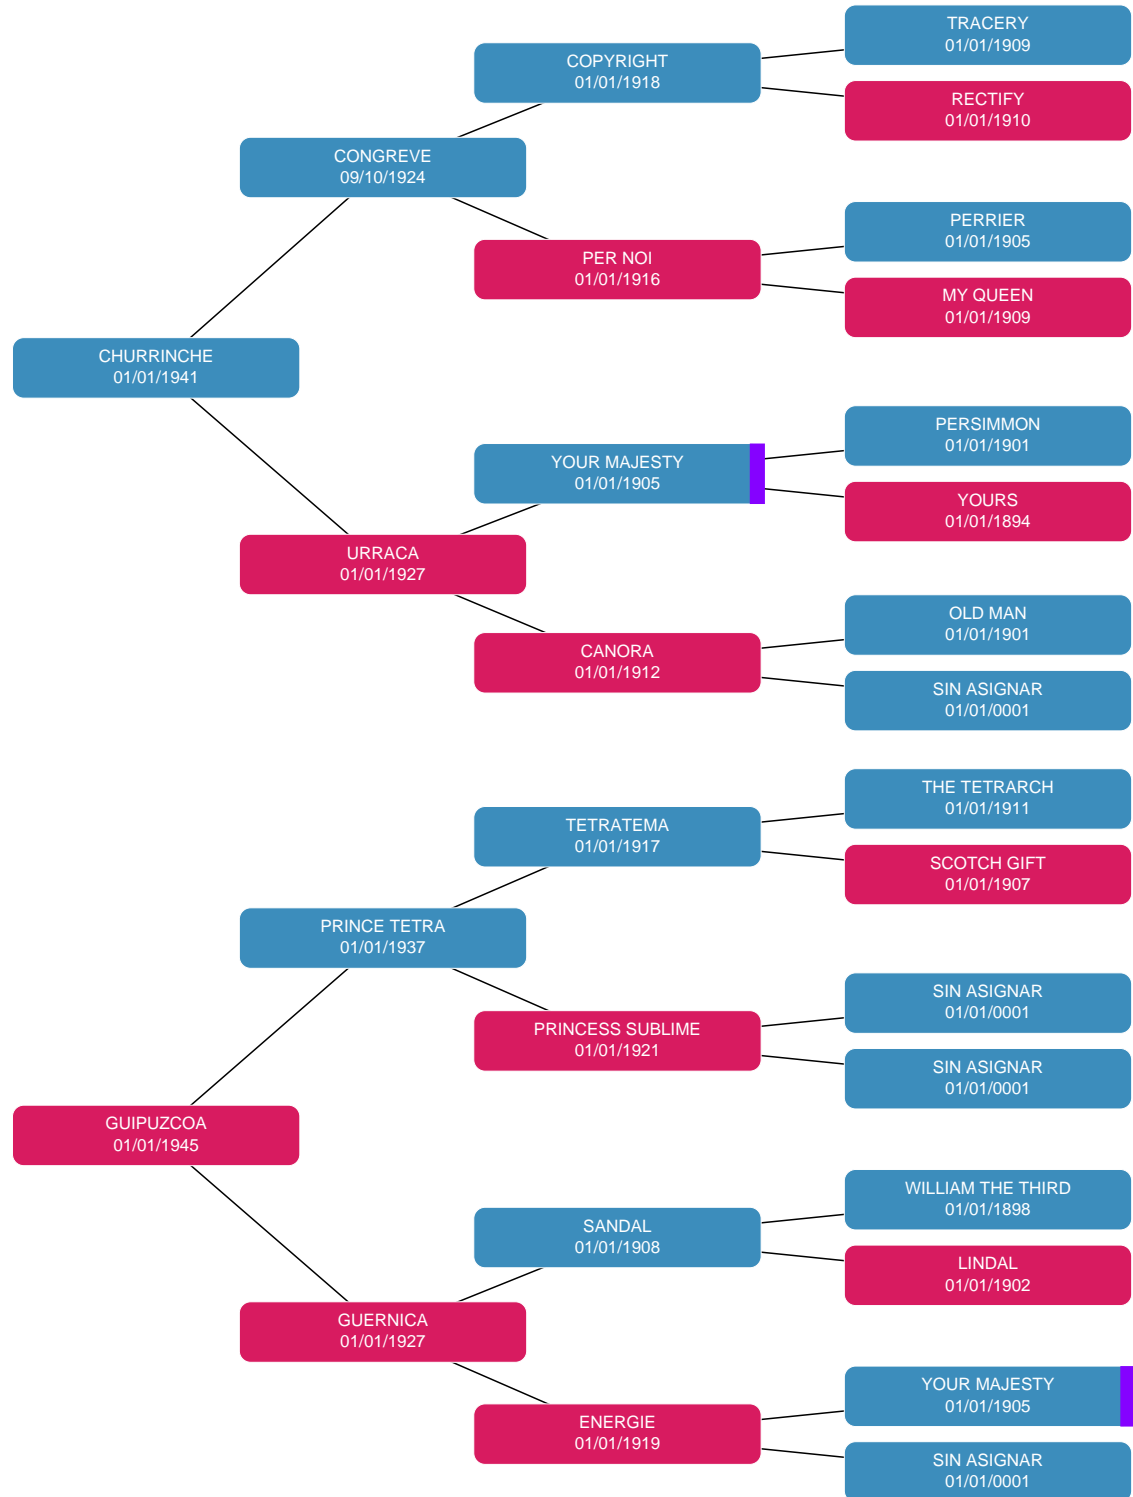 TRACERY
01/01/1909
COPYRIGHT
01/01/1918
RECTIFY
01/01/1910
CONGREVE
09/10/1924
PERRIER
01/01/1905
PER NOI
01/01/1916
MY QUEEN
01/01/1909
CHURRINCHE
01/01/1941
PERSIMMON
01/01/1901
YOUR MAJESTY
01/01/1905
YOURS
01/01/1894
URRACA
01/01/1927
OLD MAN
01/01/1901
CANORA
01/01/1912
SIN ASIGNAR
01/01/0001
THE TETRARCH
01/01/1911
TETRATEMA
01/01/1917
SCOTCH GIFT
01/01/1907
PRINCE TETRA
01/01/1937
SIN ASIGNAR
01/01/0001
PRINCESS SUBLIME
01/01/1921
SIN ASIGNAR
01/01/0001
GUIPUZCOA
01/01/1945
WILLIAM THE THIRD
01/01/1898
SANDAL
01/01/1908
LINDAL
01/01/1902
GUERNICA
01/01/1927
YOUR MAJESTY
01/01/1905
ENERGIE
01/01/1919
SIN ASIGNAR
01/01/0001